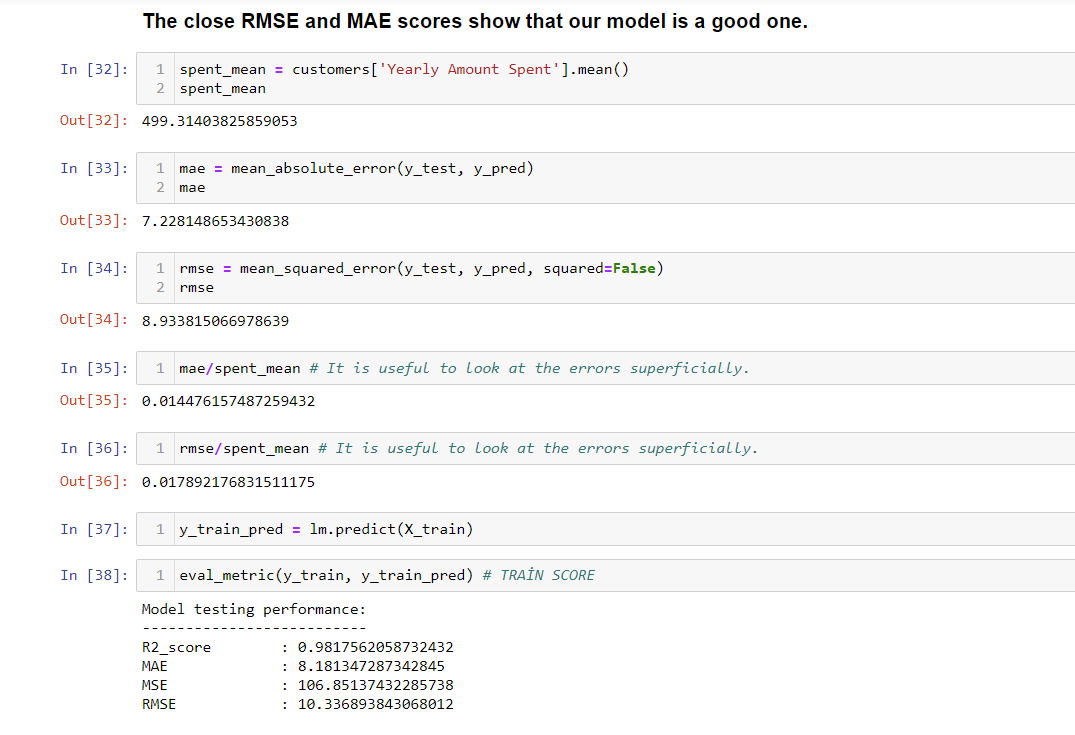 The close RMSE and MAE scores show that our model is a good one.
In [32]:
1 spent_mean = customers['Yearly Amount Spent'].mean()
2 spent_mean
Out[32]: 499.31403825859053
In [33]:
1 mae = mean_absolute_error(y_test, y_pred)
2 mae
Out[33]: 7.228148653430838
In [34]:
1 rmse = mean_squared_error(y_test, y_pred, squared=False)
2 rmse
Out[34]: 8.933815066978639
In [35]:
1 mae/spent_mean # It is useful to look at the errors superficially.
Out[35]: 0.014476157487259432
In [36]:
1 rmse/spent_mean # It is useful to look at the errors superficially.
Out[36]: 0.017892176831511175
In [37]:
1 y_train_pred = lm.predict(X_train)
In [38]:
1 eval_metric(y_train, y_train_pred) # TRAİN SCORE
Model testing performance:
--------------------------
R2_score : 0.9817562058732432
MAE : 8.181347287342845
MSE : 106.85137432285738
RMSE : 10.336893843068012